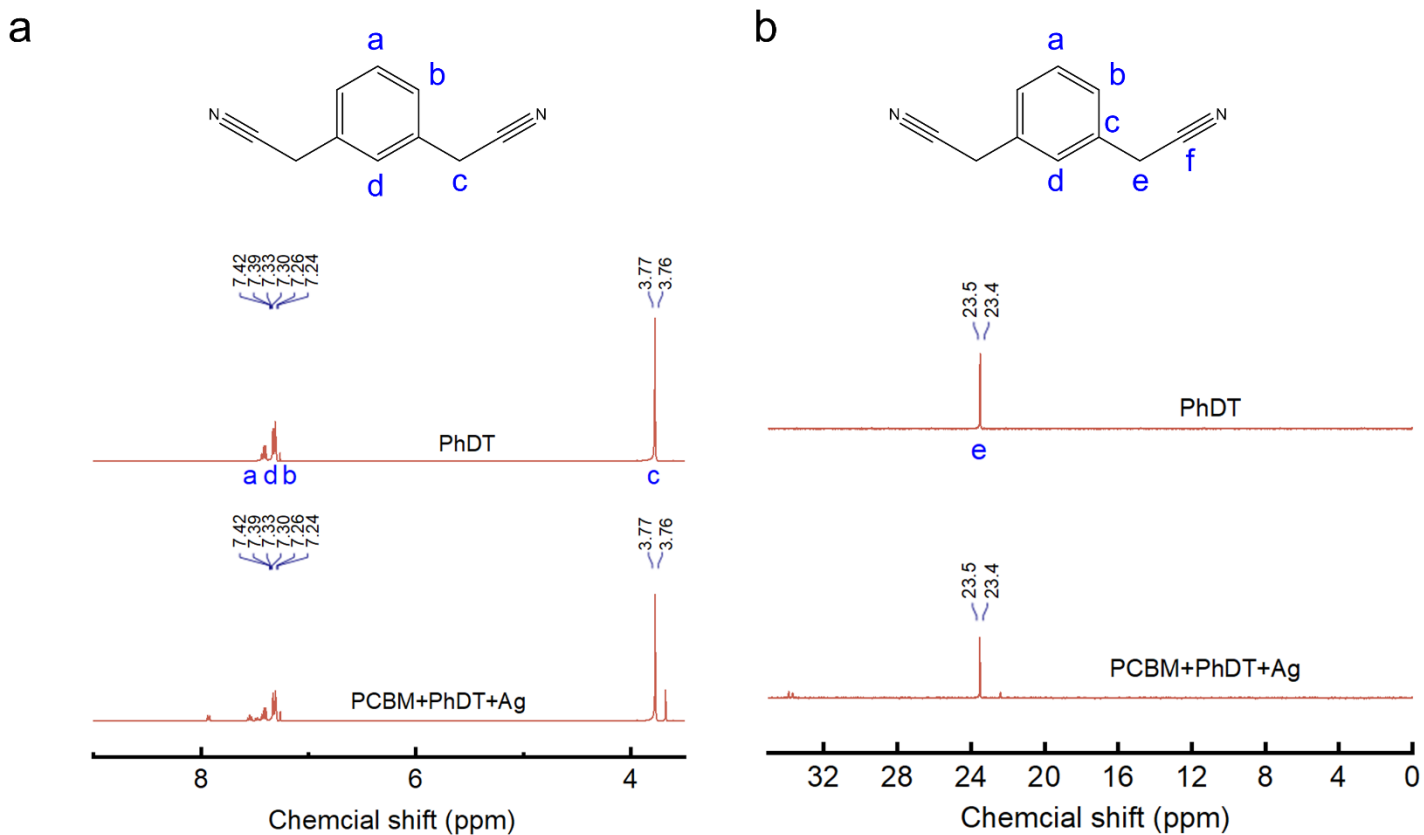 a
a
b
N
N
d
c
7.42
7.39
7.33
7.30
7.26
7.24
3.77
3.76
PhDT
a d b
c
7.42
7.39
7.33
7.30
7.26
7.24
3.77
3.76
PCBM+PhDT+Ag
8
6
4
Chemcial shift (ppm)
b
a
b
N
c
N
f
d
e
23.5
23.4
PhDT
e
23.5
23.4
PCBM+PhDT+Ag
32 28 24 20 16 12 8 4 0
Chemcial shift (ppm)